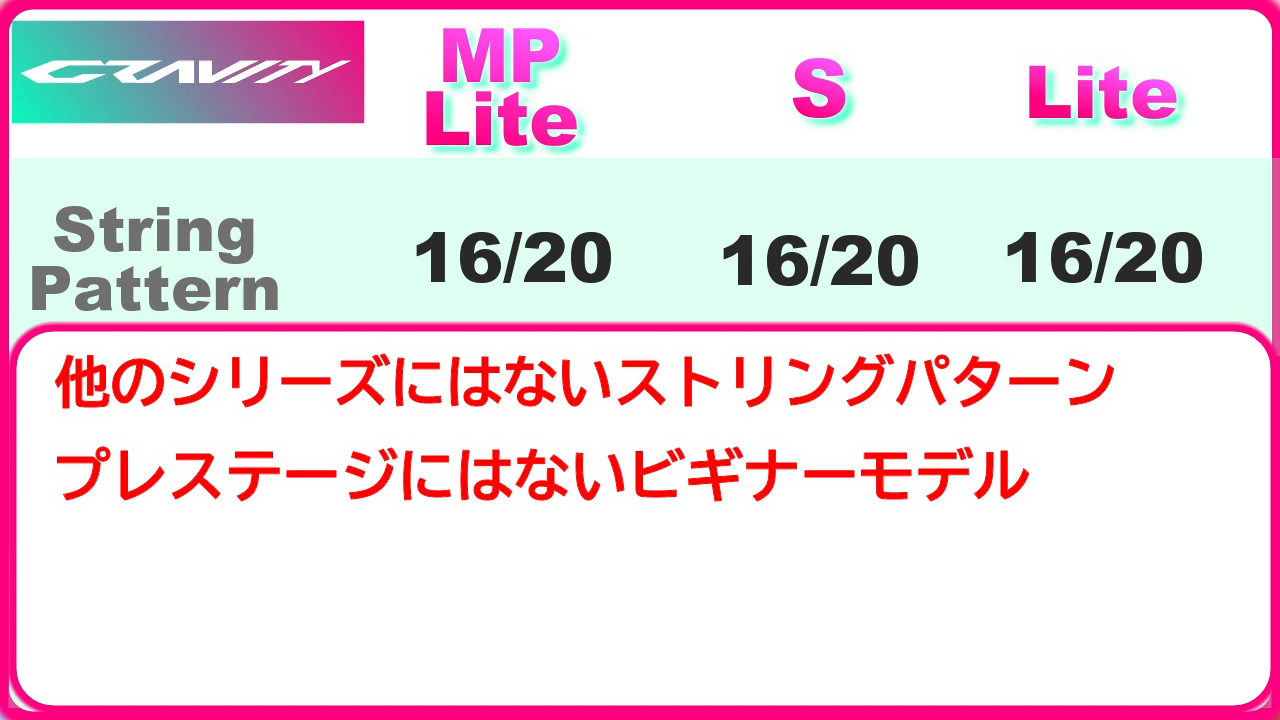 GRAVITY
MP Lite
S
Lite
String Pattern
16/20
16/20
16/20
他のシリーズにはないストリングパターン
プレステージにはないビギナーモデル